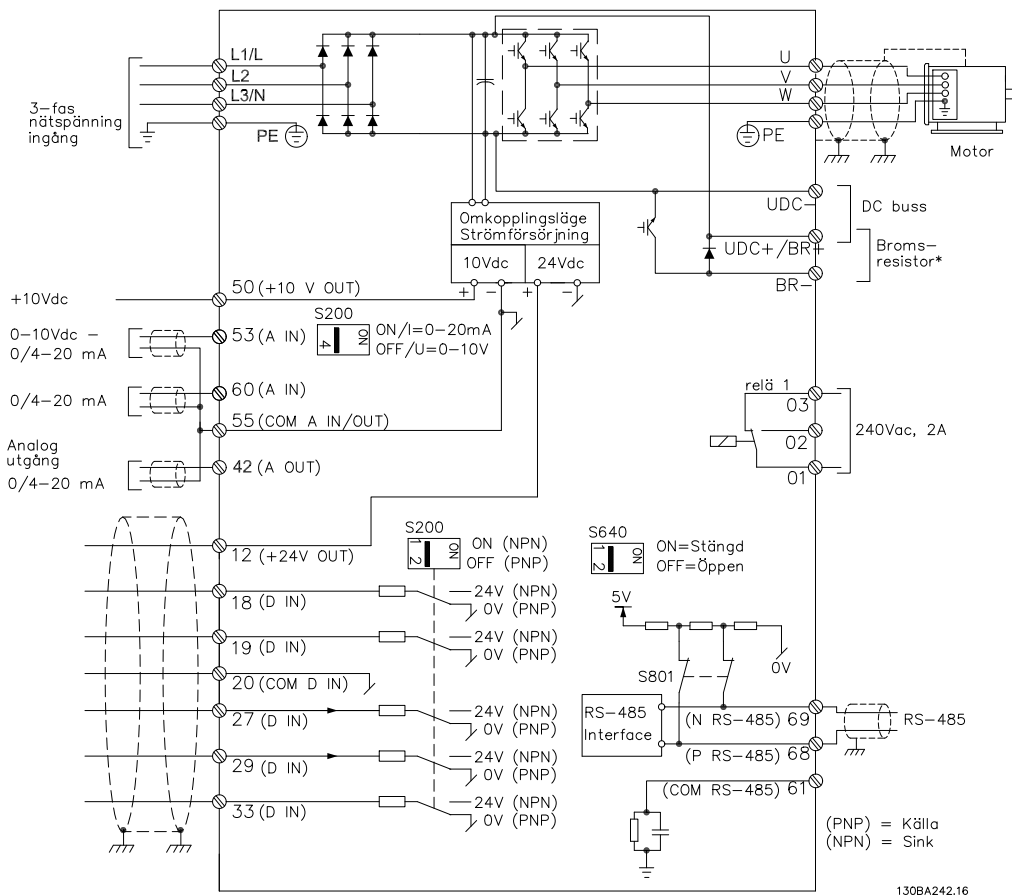 L1/L
L2
L3/N
PE
3-fas
nätspänning
ingång
U
V
W
PE
Motor
UDC-
DC buss
UDC+/BR+
Broms-
resistor*
BR-
Omkopplingsläge
Strömförsörjning
10Vdc
24Vdc
+ - + -
+10Vdc
50 (+10 V OUT)
S200
4
ON/I=0-20mA
OFF/U=0-10V
0-10Vdc -
0/4-20 mA
53 (A IN)
0/4-20 mA
60 (A IN)
55 (COM A IN/OUT)
Analog
utgång
0/4-20 mA
42 (A OUT)
relä 1
03
02
01
240Vac, 2A
12 (+24V OUT)
S200
1 2 ON
ON (NPN)
OFF (PNP)
S640
1 2 ON
ON=Stängd
OFF=Öppen
18 (D IN)
24V (NPN)
0V (PNP)
19 (D IN)
24V (NPN)
0V (PNP)
20 (COM D IN)
27 (D IN)
24V (NPN)
0V (PNP)
29 (D IN)
24V (NPN)
0V (PNP)
33 (D IN)
24V (NPN)
0V (PNP)
5V
0V
S801
RS-485
Interface
(N RS-485) 69
RS-485
(P RS-485) 68
(COM RS-485) 61
(PNP) = Källa
(NPN) = Sink
130BA242.16